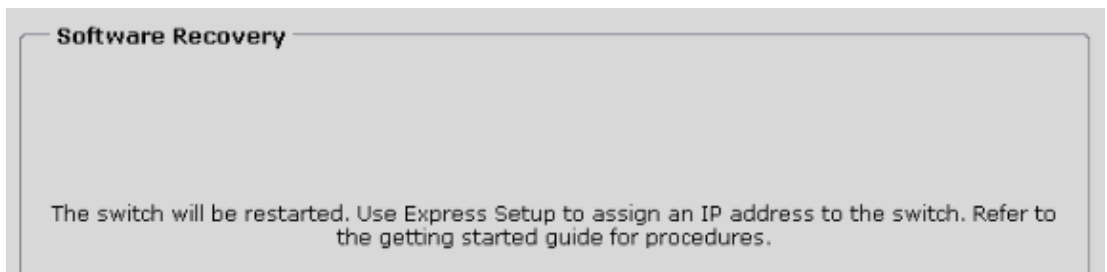 Software Recovery
The switch will be restarted. Use Express Setup to assign an IP address to the switch. Refer to
the getting started guide for procedures.